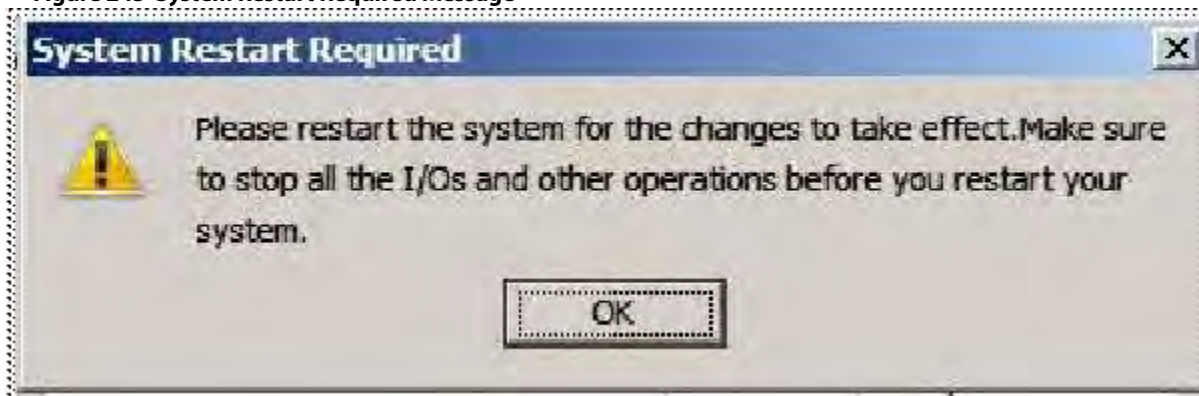 System Restart Required
Please restart the system for the changes to take effect.Make sure
to stop all the I/Os and other operations before you restart your
system.
OK